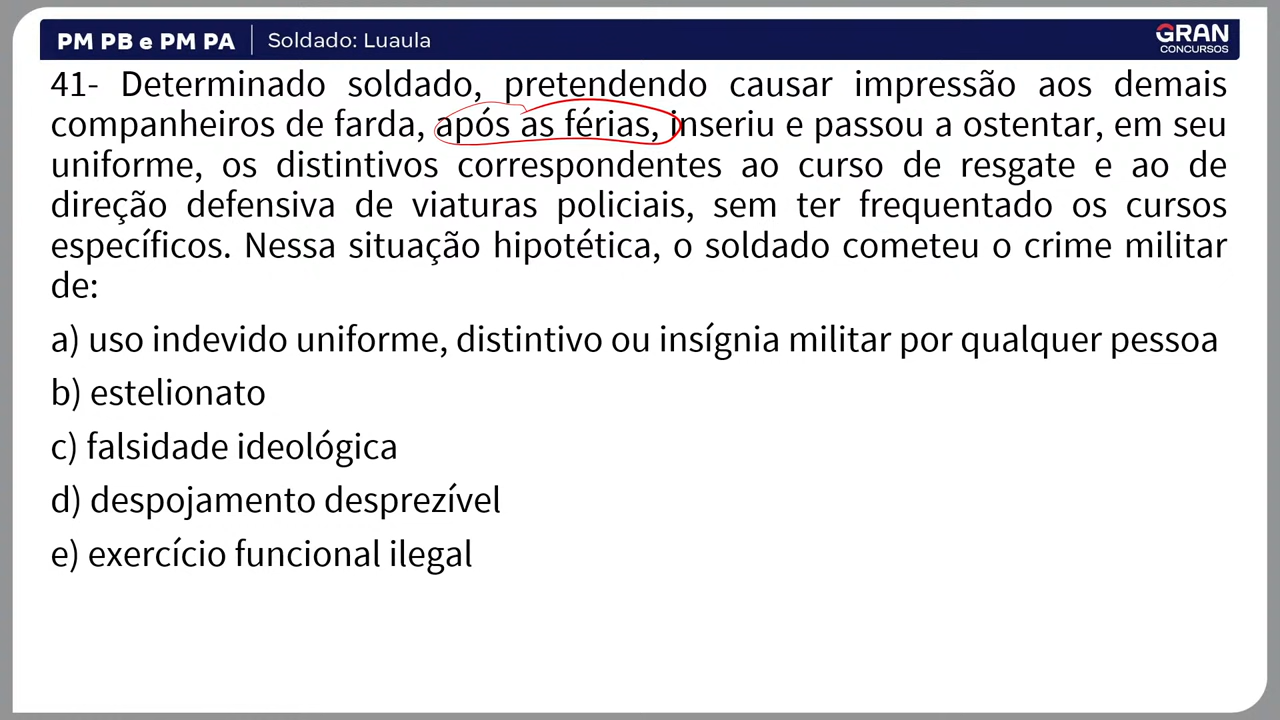 PM PB e PM PA | Soldado: Luaula
GRAN
CONCURSOS
41- Determinado soldado, pretendendo causar impressão aos demais
companheiros de farda, após as férias, inseriu e passou a ostentar, em seu
uniforme, os distintivos correspondentes ao curso de resgate e ao de
direção defensiva de viaturas policiais, sem ter frequentado os cursos
específicos. Nessa situação hipotética, o soldado cometeu o crime militar
de:
a) uso indevido uniforme, distintivo ou insígnia militar por qualquer pessoa
b) estelionato
c) falsidade ideológica
d) despojamento desprezível
e) exercício funcional ilegal